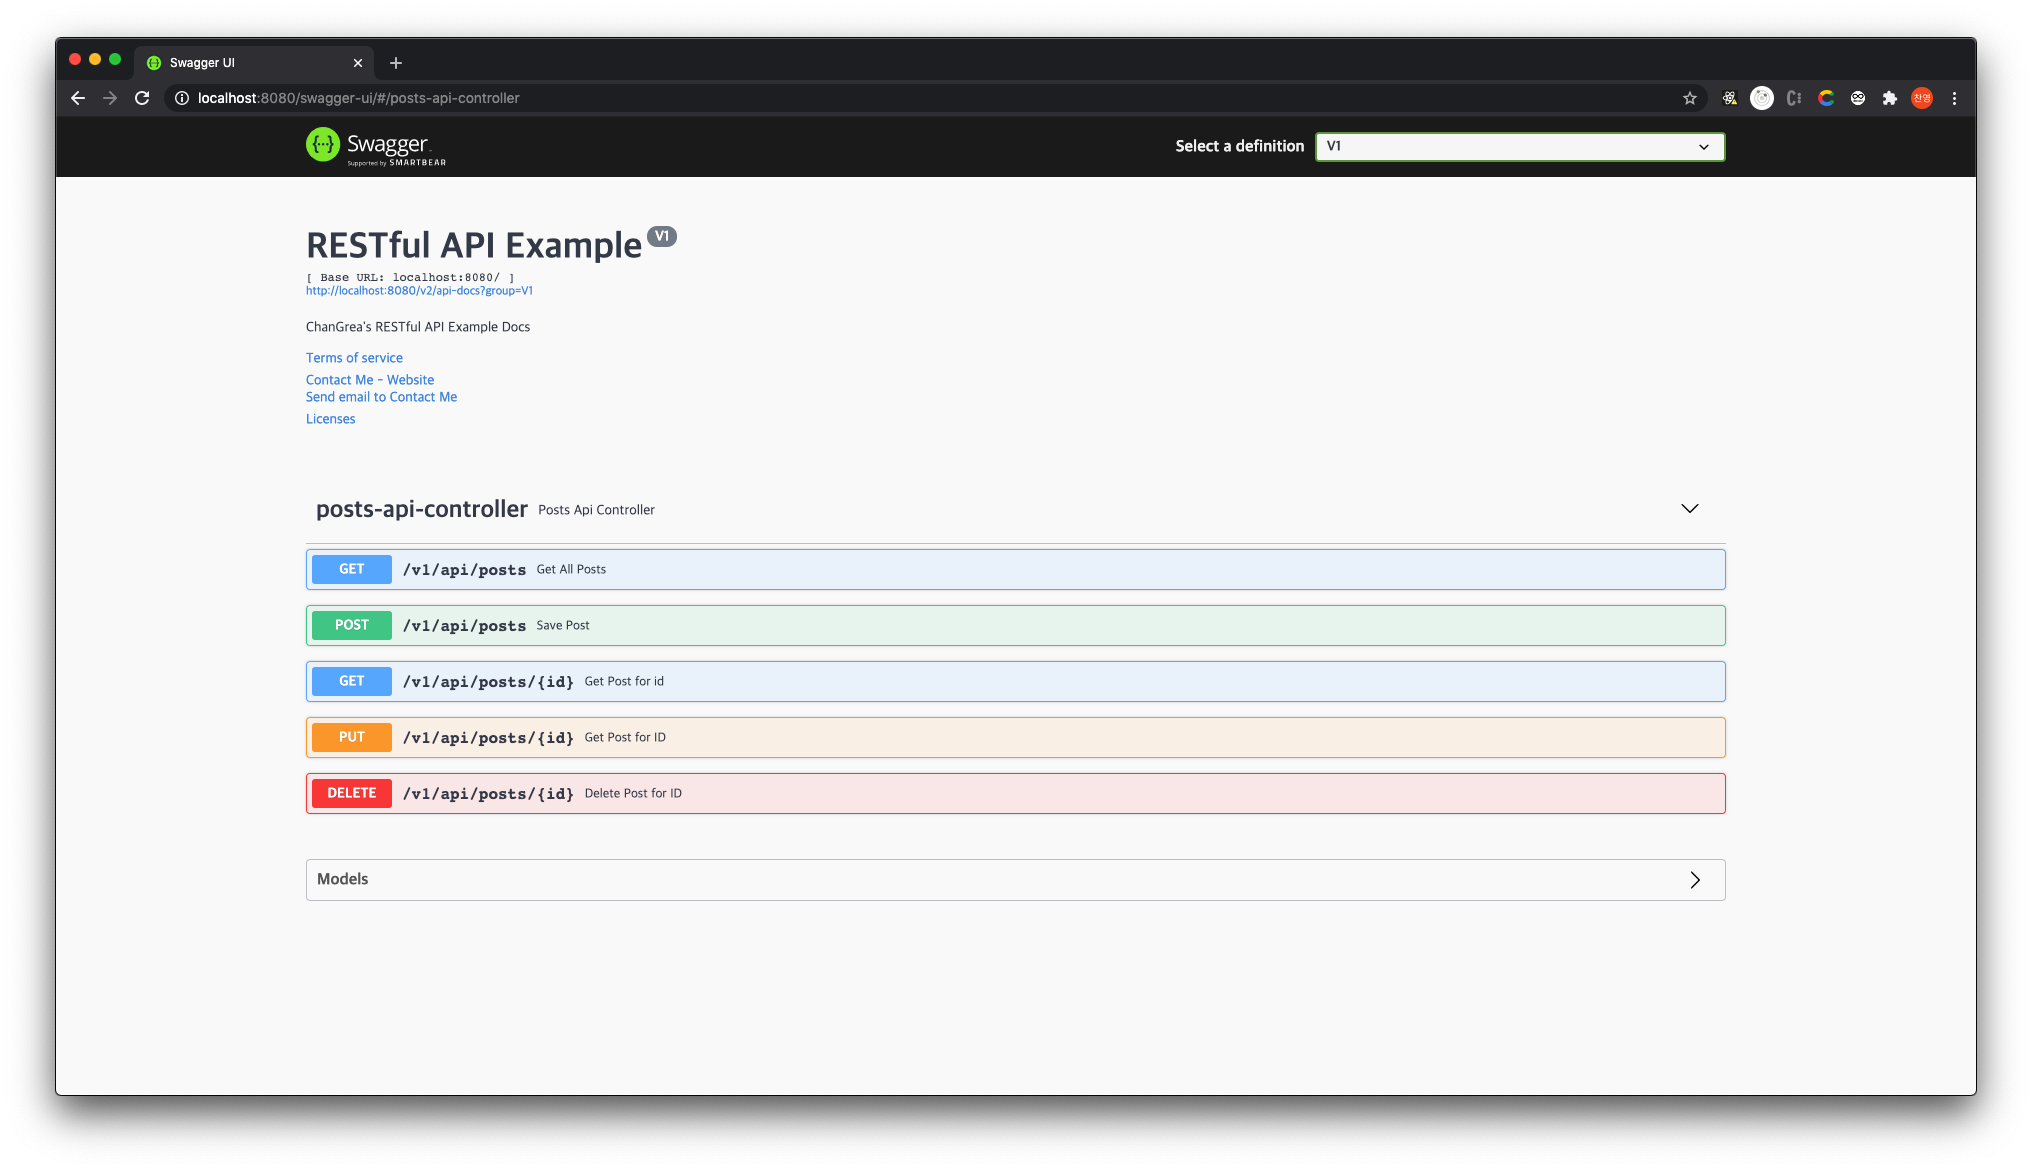 Swagger UI
localhost:8080/swagger-ui/#/posts-api-controller
찬영
Swagger
Supported by SMARTBEAR
Select a definition
V1
RESTful API Example V1
[ Base URL: localhost:8080/ ]
http://localhost:8080/v2/api-docs?group=V1
ChanGrea's RESTful API Example Docs
Terms of service
Contact Me - Website
Send email to Contact Me
Licenses
posts-api-controller Posts Api Controller
GET /v1/api/posts Get All Posts
POST /v1/api/posts Save Post
GET /v1/api/posts/{id} Get Post for id
PUT /v1/api/posts/{id} Get Post for ID
DELETE /v1/api/posts/{id} Delete Post for ID
Models